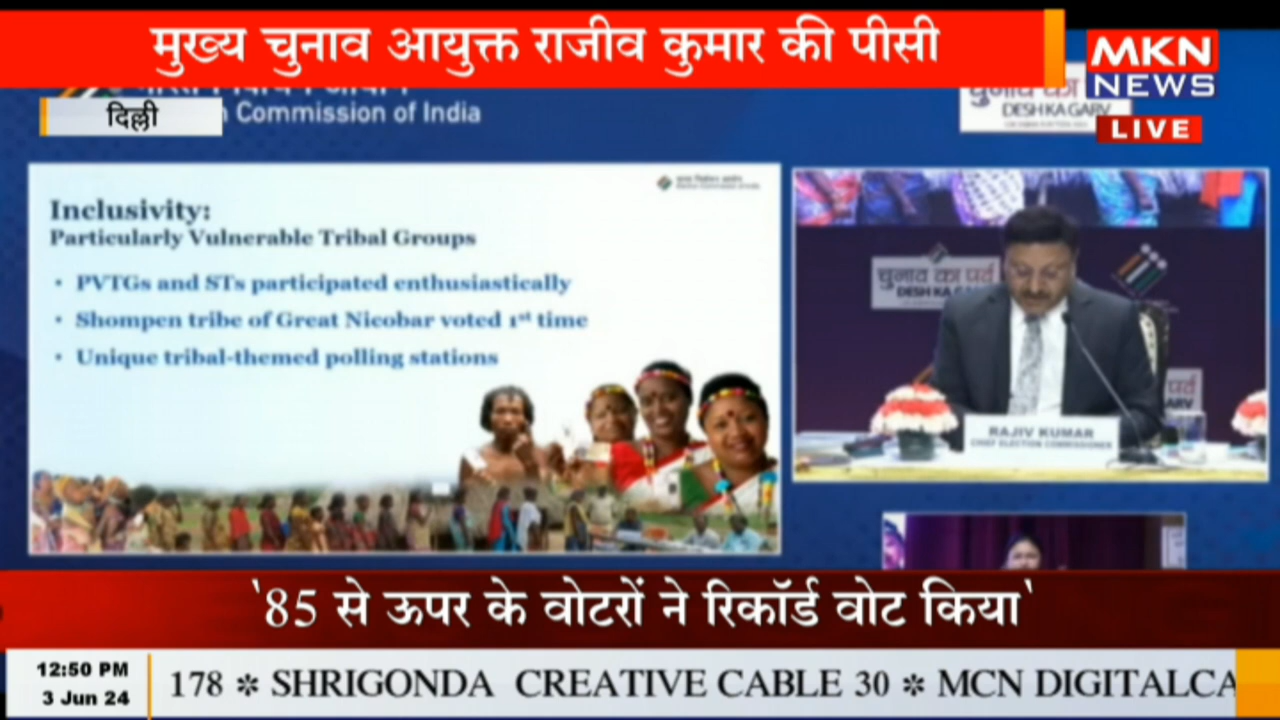 मुख्य चुनाव आयुक्त राजीव कुमार की पीसी
MKN
NEWS
LIVE
दिल्ली
Commission of India
चुनाव का
DESH KA GARV
Inclusivity:
Particularly Vulnerable Tribal Groups
• PVTGs and STs participated enthusiastically
• Shompen tribe of Great Nicobar voted 1st time
• Unique tribal-themed polling stations
चुनाव का पर्व
DESH KA
पर्व
ARV
RAJIV KUMAR
CHIEF ELECTION COMMISSIONER
'85 से ऊपर के वोटरों ने रिकॉर्ड वोट किया'
12:50 PM
3 Jun 24
178 ✽ SHRIGONDA CREATIVE CABLE 30 ✽ MCN DIGITALCA